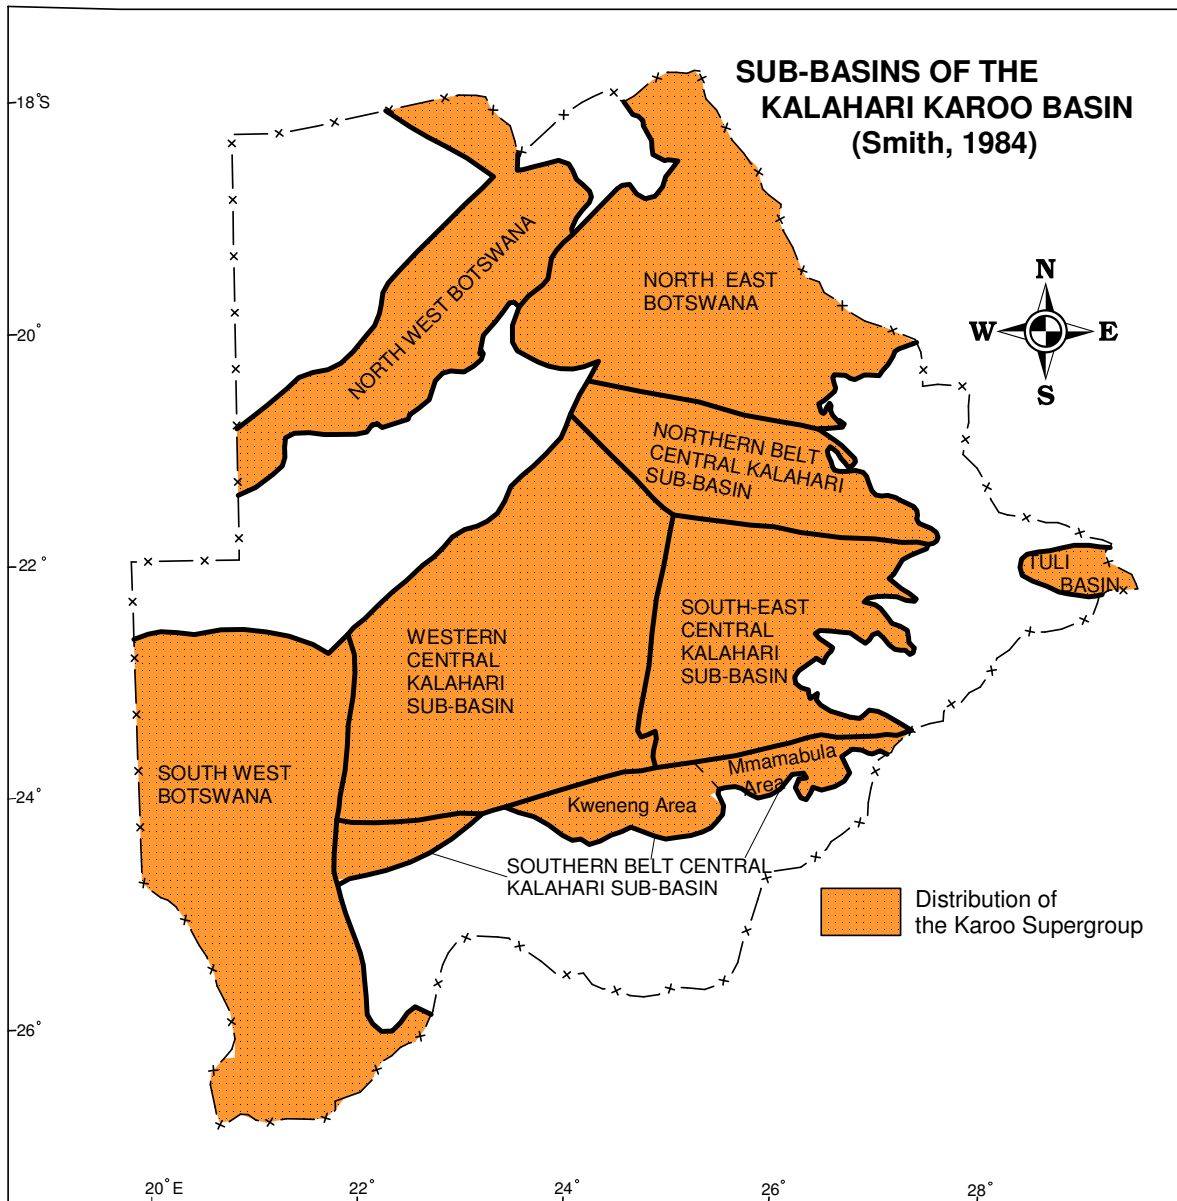 SUB-BASINS OF THE
KALAHARI KAROO BASIN
(Smith, 1984)
18°S
20°
22°
24°
26°
20°E
22°
24°
26°
28°
N
W
E
S
NORTH WEST BOTSWANA
NORTH EAST
BOTSWANA
NORTHERN BELT
CENTRAL KALAHARI
SUB-BASIN
TULI
BASIN
SOUTH-EAST
CENTRAL
KALAHARI
SUB-BASIN
WESTERN
CENTRAL
KALAHARI
SUB-BASIN
SOUTH WEST
BOTSWANA
Mmamabula
Area
Kweneng Area
SOUTHERN BELT CENTRAL
KALAHARI SUB-BASIN
Distribution of
the Karoo Supergroup